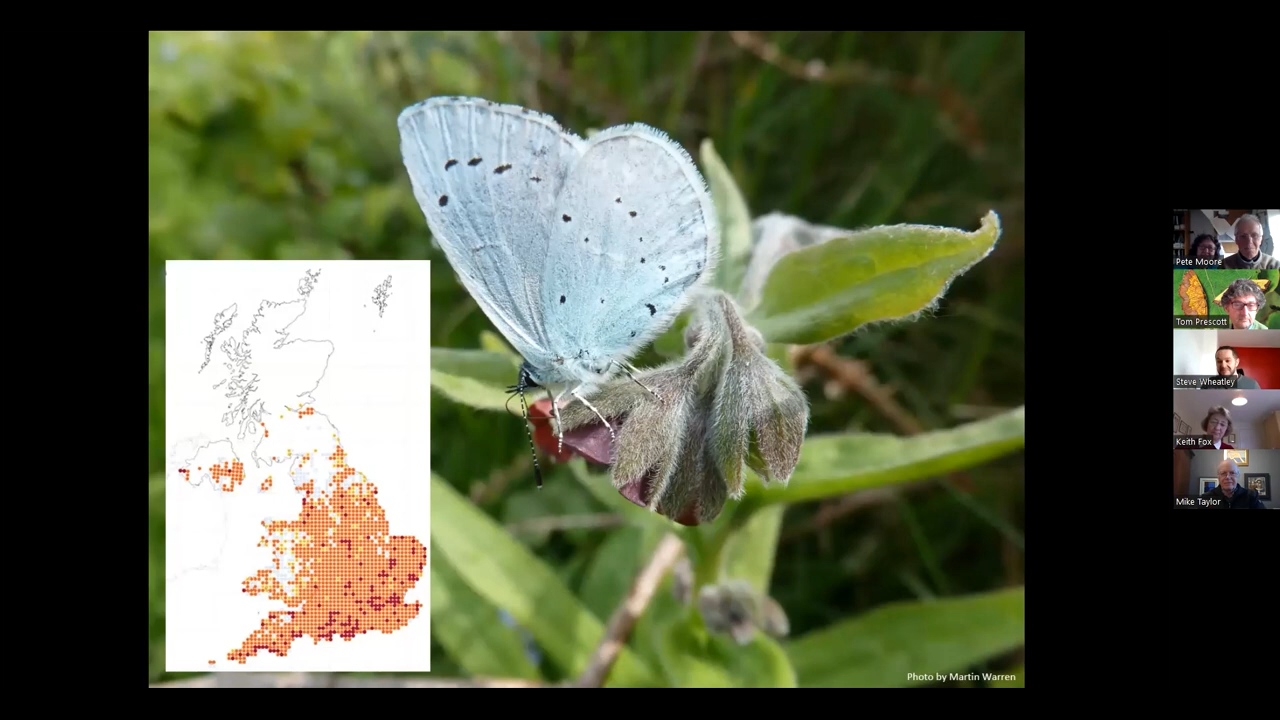 Photo by Martin Warren
Pete Moore
Tom Prescott
Steve Wheatley
Keith Fox
Mike Taylor